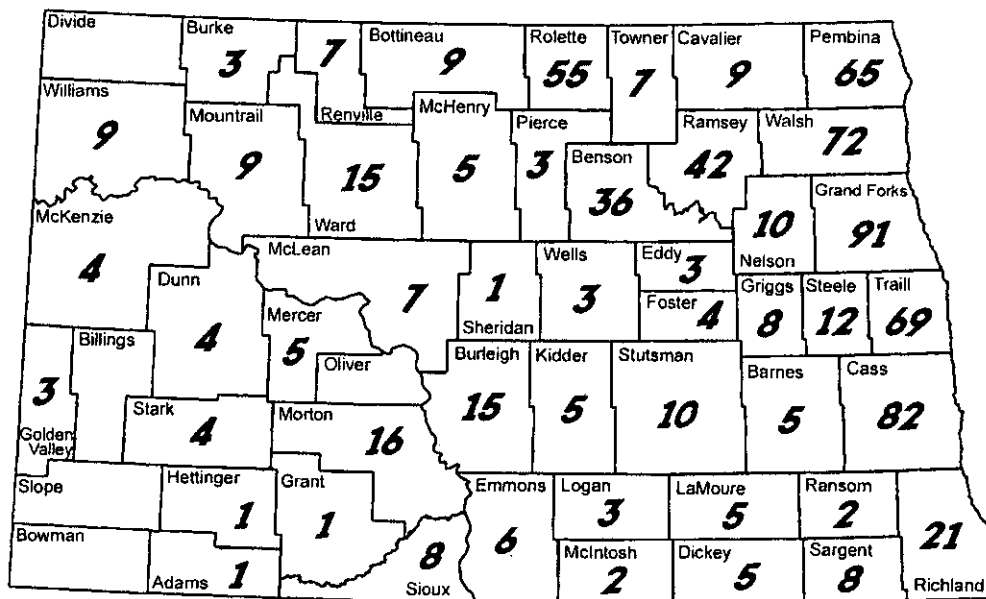 Divide
Burke
3
7
Renville
Bottineau
9
Rolette
55
Towner
7
Cavalier
9
Pembina
65
Williams
9
Mountrail
9
15
Ward
McHenry
5
Pierce
3
Benson
36
Ramsey
42
Walsh
72
McKenzie
4
10
Nelson
Grand Forks
91
Dunn
4
McLean
7
1
Sheridan
Wells
3
Eddy
3
Foster
4
Griggs
8
Steele
12
Traill
69
Mercer
5
Oliver
3
Golden
Valley
Billings
Stark
4
Morton
16
Burleigh
15
Kidder
5
Stutsman
10
Barnes
5
Cass
82
Slope
Hettinger
1
Grant
1
Emmons
6
Logan
3
LaMoure
5
Ransom
2
21
Richland
Bowman
Adams
1
8
Sioux
McIntosh
2
Dickey
5
Sargent
8